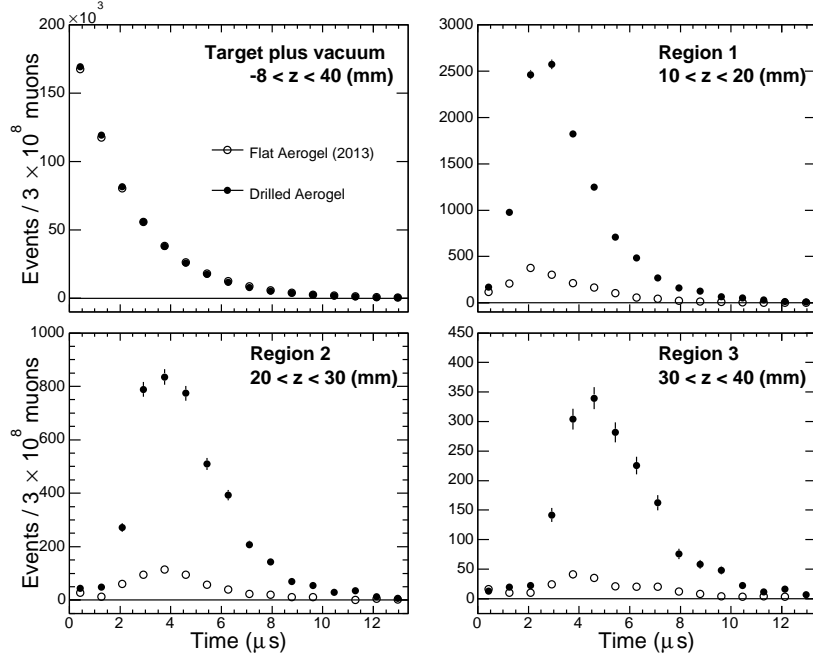 × 10³
200
150
100
50
0
Target plus vacuum
-8 < z < 40 (mm)
Flat Aerogel (2013)
Drilled Aerogel
Events / 3 × 10⁸ muons
3000
2500
2000
1500
1000
500
0
Region 1
10 < z < 20 (mm)
1000
800
600
400
200
0
Region 2
20 < z < 30 (mm)
Events / 3 × 10⁸ muons
0 2 4 6 8 10 12
Time (μs)
450
400
350
300
250
200
150
100
50
0
Region 3
30 < z < 40 (mm)
0 2 4 6 8 10 12
Time (μs)